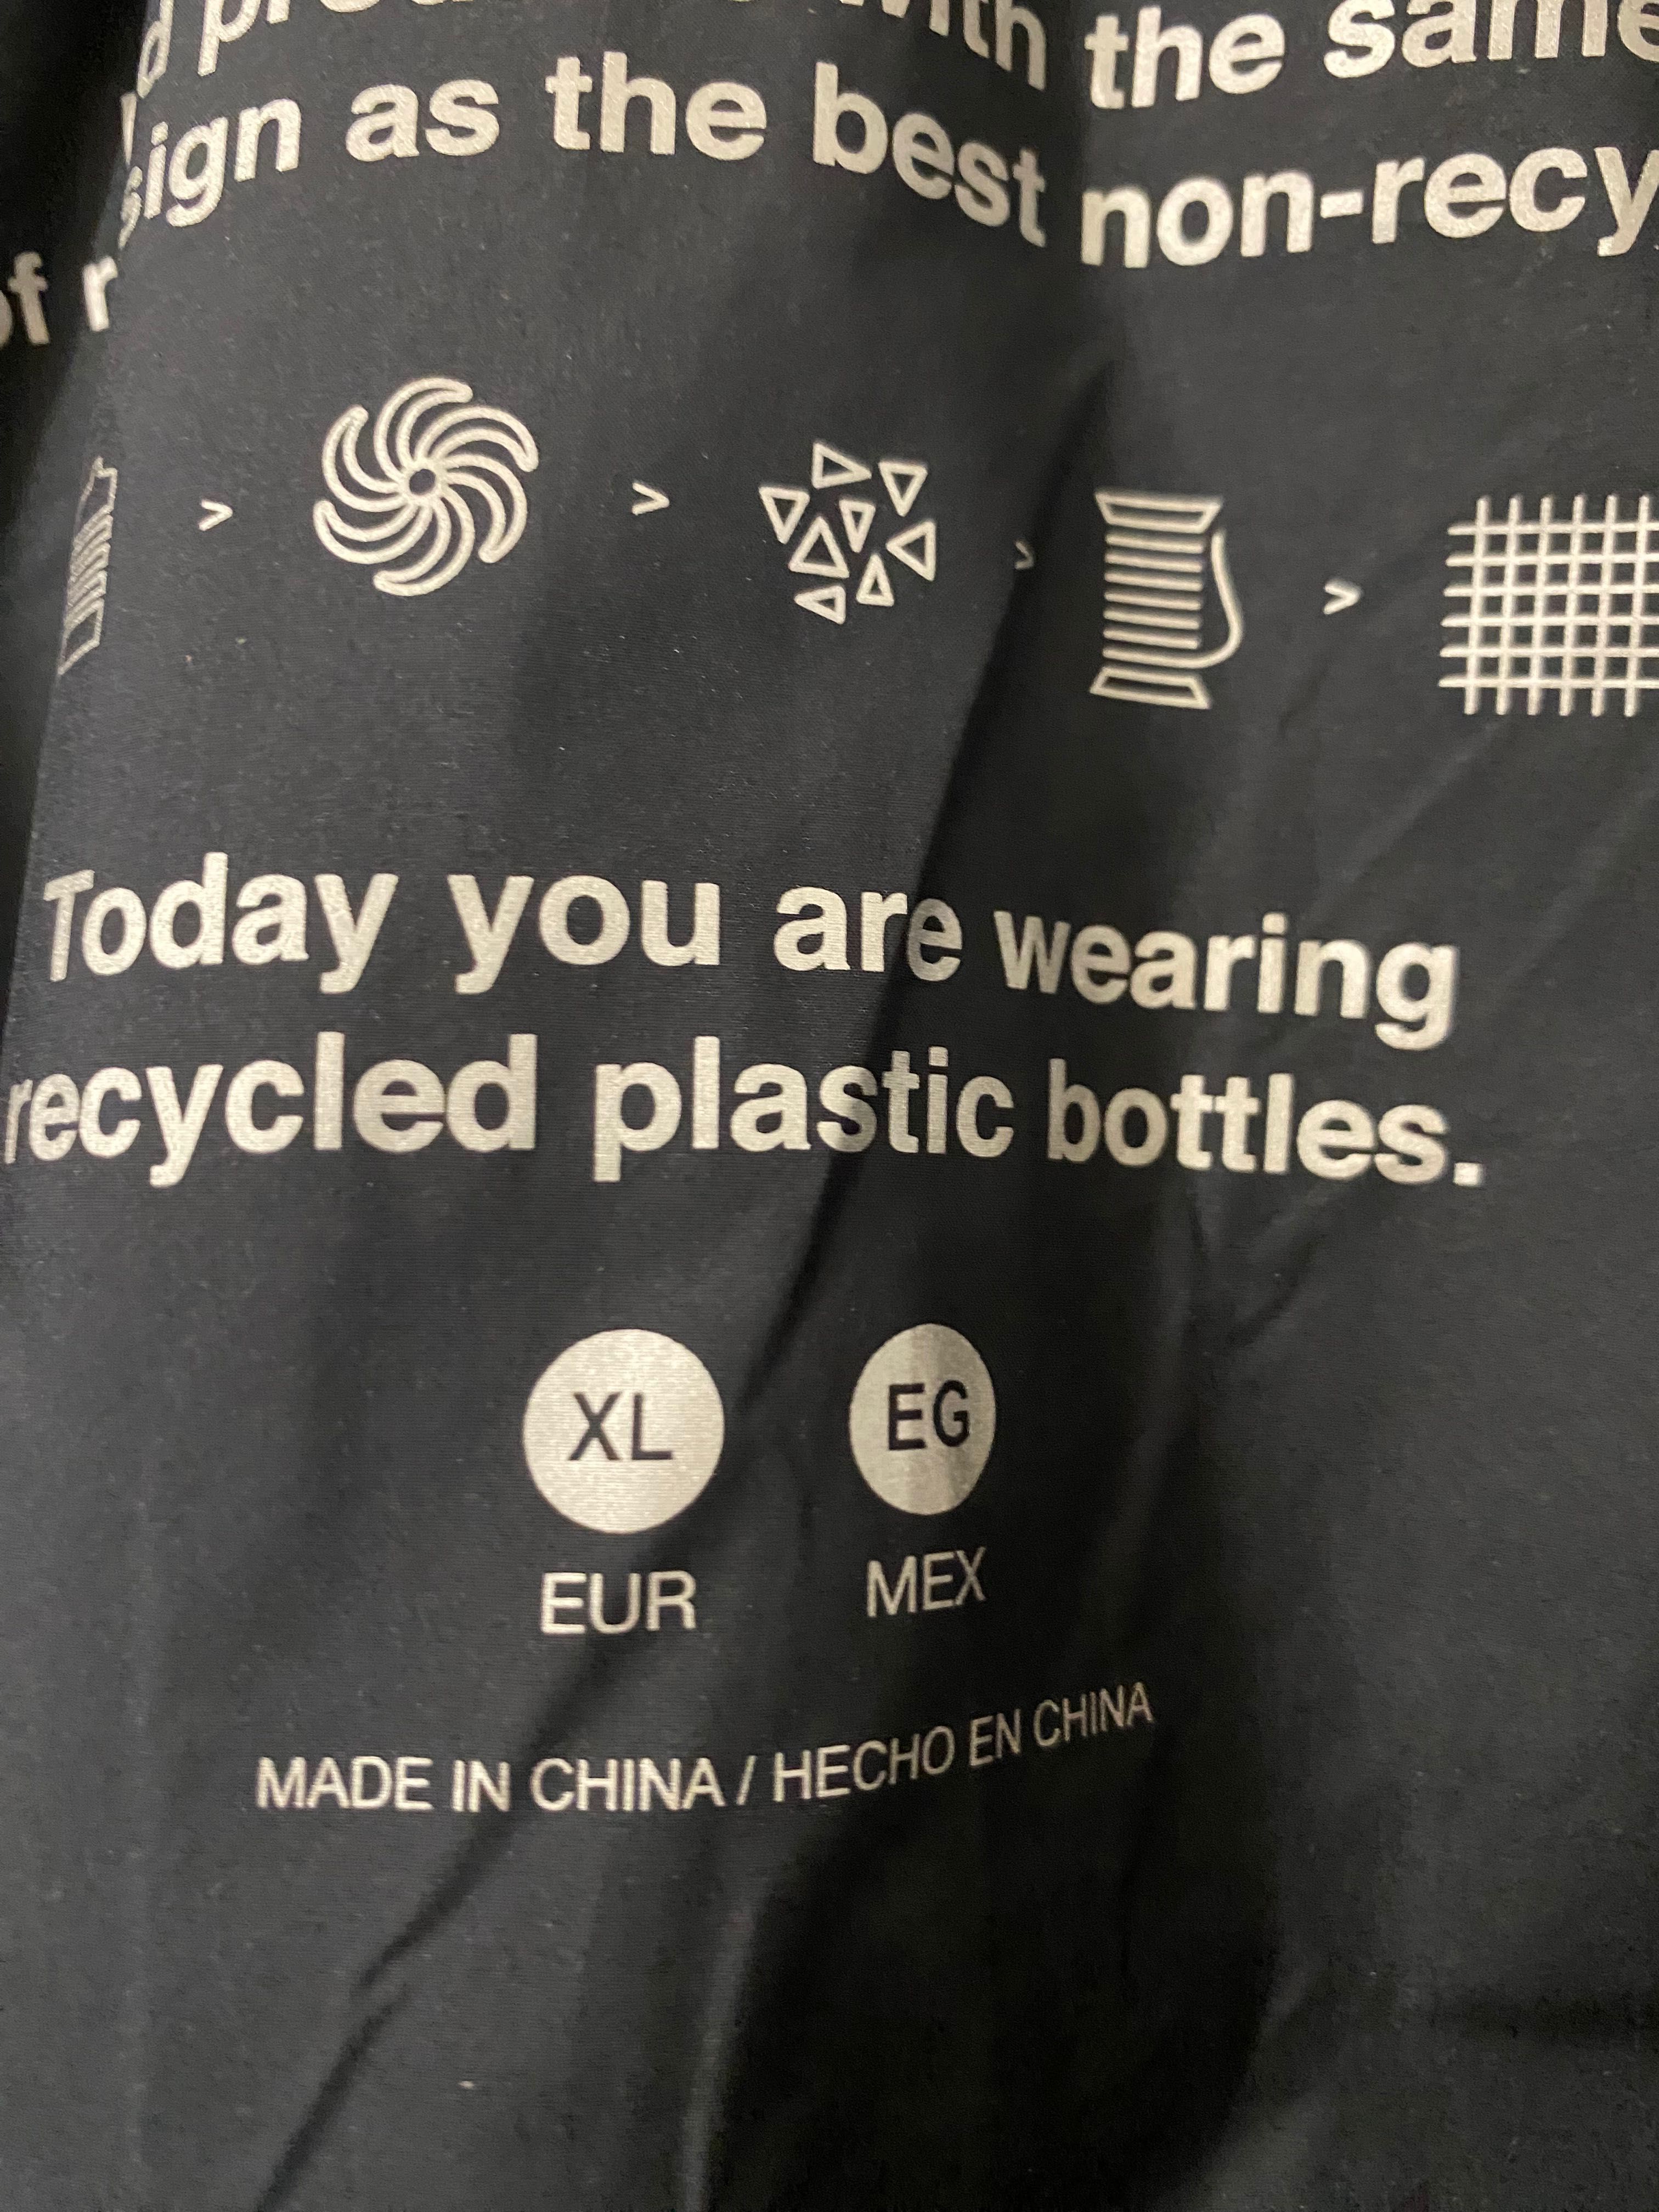 with the same
as the best non-recy
of r
> > > >
Today you are wearing
recycled plastic bottles.
XL EG
EUR MEX
MADE IN CHINA / HECHO EN CHINA